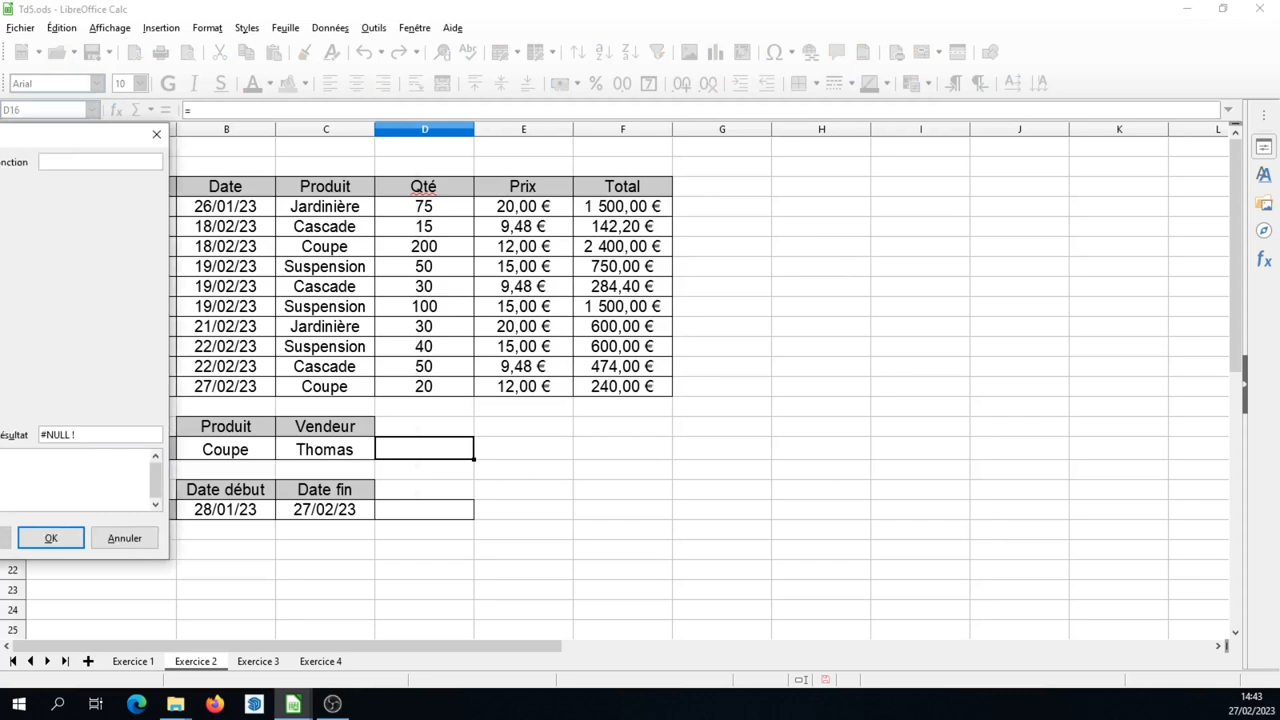 Td5.ods - LibreOffice Calc
Fichier Édition Affichage Insertion Format Styles Feuille Données Outils Fenêtre Aide
Arial 10 G I S
D16 =
B C D E F G H I J K L
onction
Date Produit Qté Prix Total
26/01/23 Jardinière 75 20,00 € 1 500,00 €
18/02/23 Cascade 15 9,48 € 142,20 €
18/02/23 Coupe 200 12,00 € 2 400,00 €
19/02/23 Suspension 50 15,00 € 750,00 €
19/02/23 Cascade 30 9,48 € 284,40 €
19/02/23 Suspension 100 15,00 € 1 500,00 €
21/02/23 Jardinière 30 20,00 € 600,00 €
22/02/23 Suspension 40 15,00 € 600,00 €
22/02/23 Cascade 50 9,48 € 474,00 €
27/02/23 Coupe 20 12,00 € 240,00 €
ésultat #NULL !
Produit Vendeur
Coupe Thomas
Date début Date fin
28/01/23 27/02/23
OK Annuler
22
23
24
25
Exercice 1 Exercice 2 Exercice 3 Exercice 4
14:43
27/02/2023